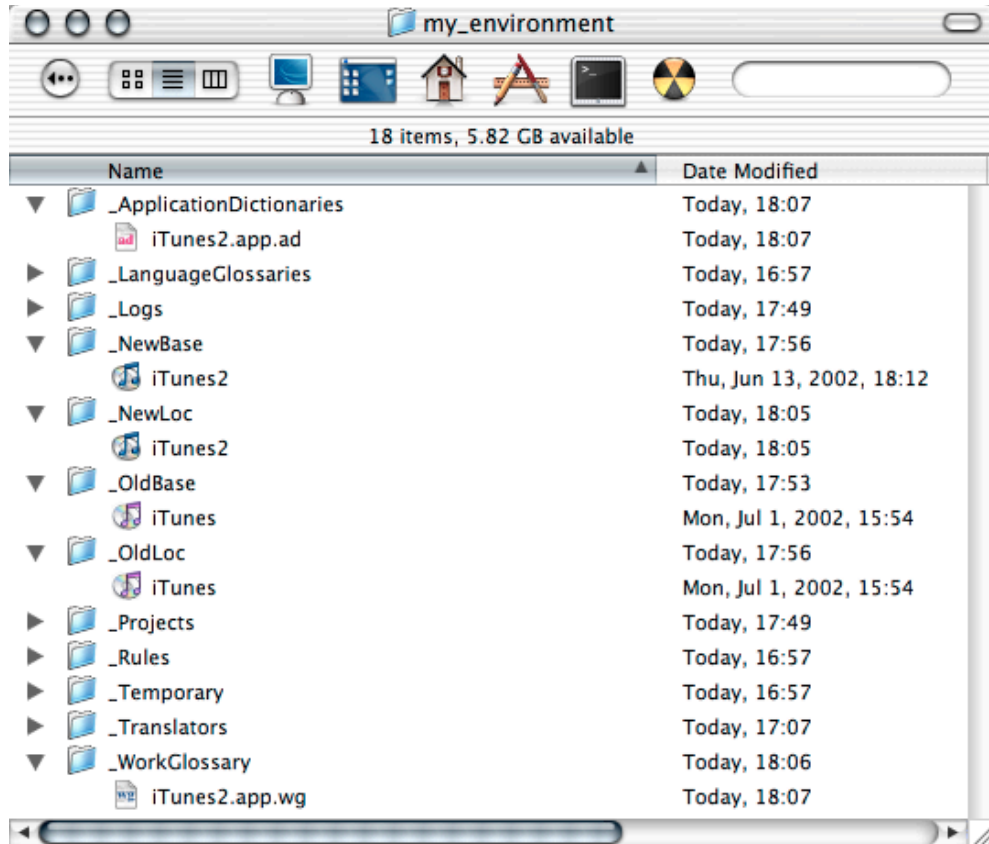 my_environment
18 items, 5.82 GB available
Name Date Modified
_ApplicationDictionaries Today, 18:07
iTunes2.app.ad Today, 18:07
_LanguageGlossaries Today, 16:57
_Logs Today, 17:49
_NewBase Today, 17:56
iTunes2 Thu, Jun 13, 2002, 18:12
_NewLoc Today, 18:05
iTunes2 Today, 18:05
_OldBase Today, 17:53
iTunes Mon, Jul 1, 2002, 15:54
_OldLoc Today, 17:56
iTunes Mon, Jul 1, 2002, 15:54
_Projects Today, 17:49
_Rules Today, 16:57
_Temporary Today, 16:57
_Translators Today, 17:07
_WorkGlossary Today, 18:06
iTunes2.app.wg Today, 18:07